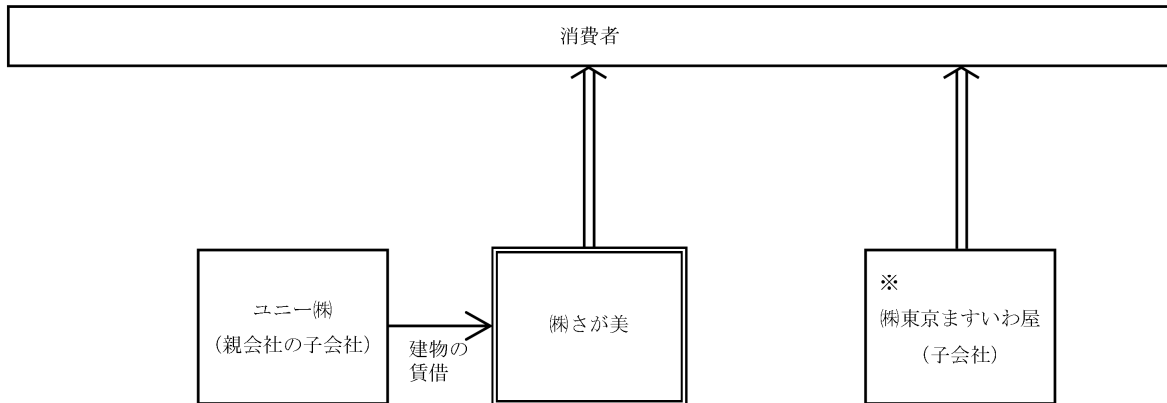 消費者
ユニー㈱
（親会社の子会社）
建物の
賃借
㈱さが美
※
㈱東京ますいわ屋
（子会社）